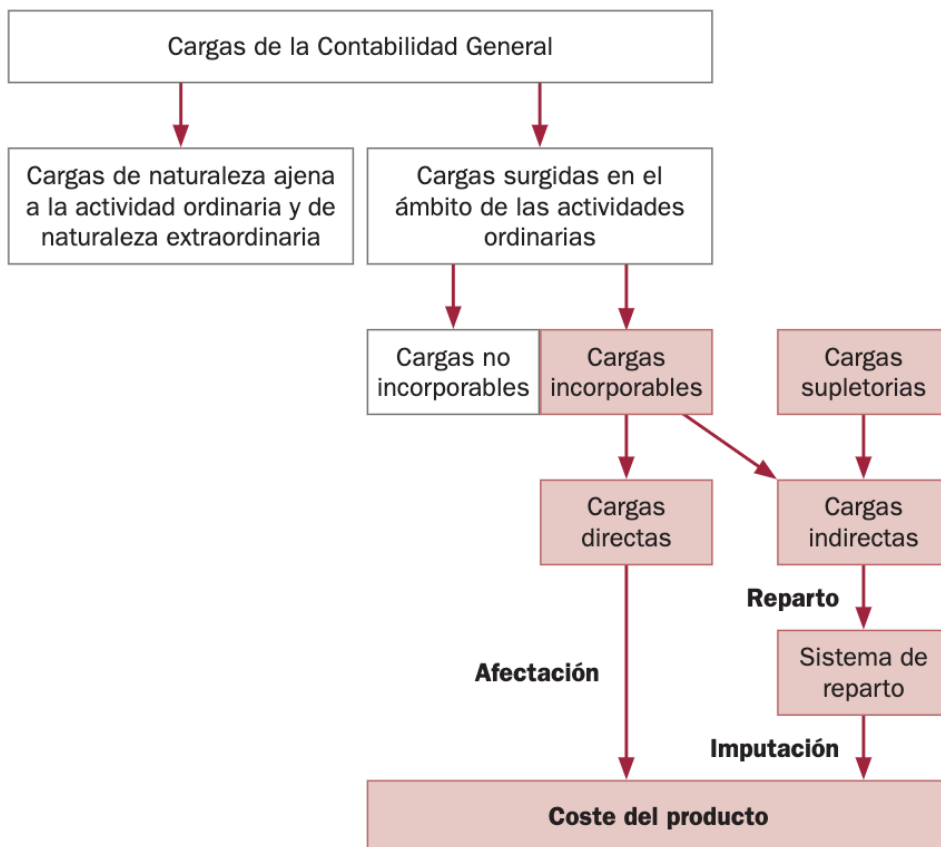 Cargas de la Contabilidad General
Cargas de naturaleza ajena
a la actividad ordinaria y de
naturaleza extraordinaria
Cargas surgidas en el
ámbito de las actividades
ordinarias
Cargas no
incorporables
Cargas
incorporables
Cargas
supletorias
Cargas
directas
Cargas
indirectas
Reparto
Sistema de
reparto
Afectación
Imputación
Coste del producto